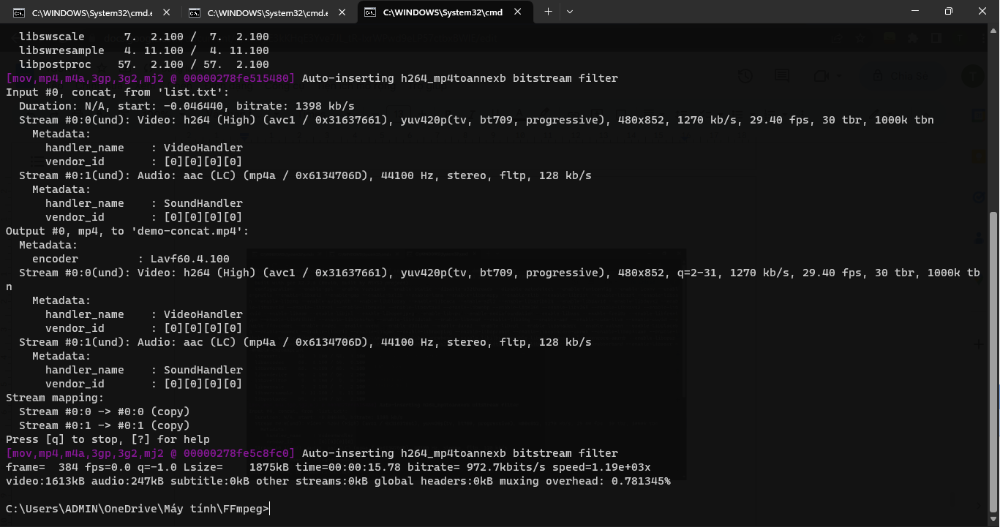 C:\WINDOWS\System32\cmd.e
C:\WINDOWS\System32\cmd.e
C:\WINDOWS\System32\cmd
libswscale      7.  2.100 /  7.  2.100
libswresample   4. 11.100 /  4. 11.100
libpostproc    57.  2.100 / 57.  2.100
[mov,mp4,m4a,3gp,3g2,mj2 @ 00000278fe515480] Auto-inserting h264_mp4toannexb bitstream filter
Input #0, concat, from 'list.txt':
Duration: N/A, start: -0.046440, bitrate: 1398 kb/s
Stream #0:0(und): Video: h264 (High) (avc1 / 0x31637661), yuv420p(tv, bt709, progressive), 480x852, 1270 kb/s, 29.40 fps, 30 tbr, 1000k tbn
Metadata:
handler_name    : VideoHandler
vendor_id       : [0][0][0][0]
Stream #0:1(und): Audio: aac (LC) (mp4a / 0x6134706D), 44100 Hz, stereo, fltp, 128 kb/s
Metadata:
handler_name    : SoundHandler
vendor_id       : [0][0][0][0]
Output #0, mp4, to 'demo-concat.mp4':
Metadata:
encoder         : Lavf60.4.100
Stream #0:0(und): Video: h264 (High) (avc1 / 0x31637661), yuv420p(tv, bt709, progressive), 480x852, q=2-31, 1270 kb/s, 29.40 fps, 30 tbr, 1000k tb
n
Metadata:
handler_name    : VideoHandler
vendor_id       : [0][0][0][0]
Stream #0:1(und): Audio: aac (LC) (mp4a / 0x6134706D), 44100 Hz, stereo, fltp, 128 kb/s
Metadata:
handler_name    : SoundHandler
vendor_id       : [0][0][0][0]
Stream mapping:
Stream #0:0 -> #0:0 (copy)
Stream #0:1 -> #0:1 (copy)
Press [q] to stop, [?] for help
[mov,mp4,m4a,3gp,3g2,mj2 @ 00000278fe5c8fc0] Auto-inserting h264_mp4toannexb bitstream filter
frame=  384 fps=0.0 q=-1.0 Lsize=    1875kB time=00:00:15.78 bitrate= 972.7kbits/s speed=1.19e+03x
video:1613kB audio:247kB subtitle:0kB other streams:0kB global headers:0kB muxing overhead: 0.781345%
C:\Users\ADMIN\OneDrive\Máy tính\FFmpeg>